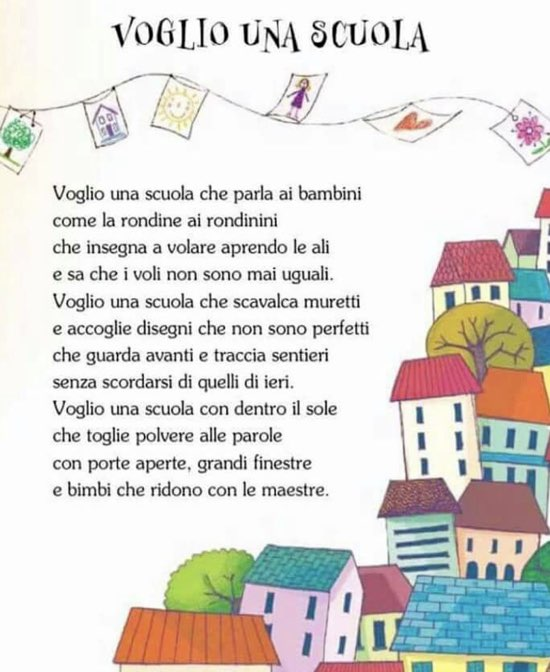 VOGLIO UNA SCUOLA
Voglio una scuola che parla ai bambini
come la rondine ai rondinini
che insegna a volare aprendo le ali
e sa che i voli non sono mai uguali.
Voglio una scuola che scavalca muretti
e accoglie disegni che non sono perfetti
che guarda avanti e traccia sentieri
senza scordarsi di quelli di ieri.
Voglio una scuola con dentro il sole
che toglie polvere alle parole
con porte aperte, grandi finestre
e bimbi che ridono con le maestre.